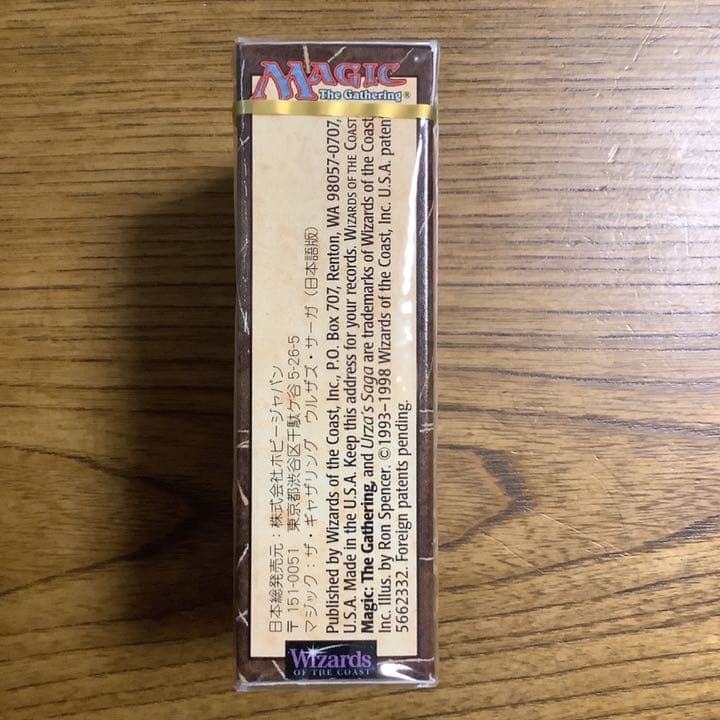 MAGIC
The Gathering®
日本総発売元：株式会社ホビージャパン
〒151-0051 東京都渋谷区千駄ケ谷5-26-5
マジック：ザ・ギャザリング ウルザズ・サーガ（日本語版）
Published by Wizards of the Coast, Inc., P.O. Box 707, Renton, WA 98057-0707,
U.S.A. Made in the U.S.A. Keep this address for your records. WIZARDS OF THE COAST
Magic: The Gathering, and Urza's Saga are trademarks of Wizards of the Coast,
Inc. Illus. by Ron Spencer. ©1993–1998 Wizards of the Coast, Inc. U.S.A. paten
5662332. Foreign patents pending.
WIZARDS
OF THE COAST